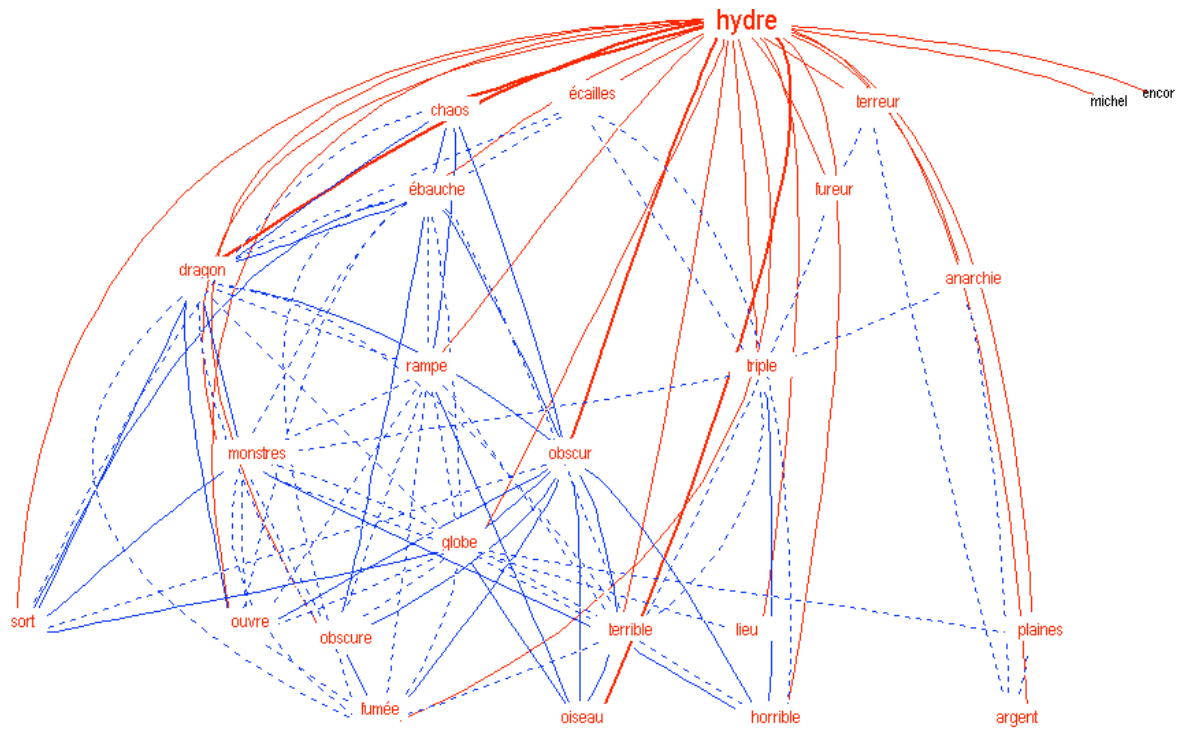 hydre
écailles
chaos
terreur
michel
encor
ébauche
fureur
dragon
anarchie
rampe
triple
monstres
obscur
globe
sort
ouvre
obscure
terrible
lieu
plaines
fumée
oiseau
horrible
argent